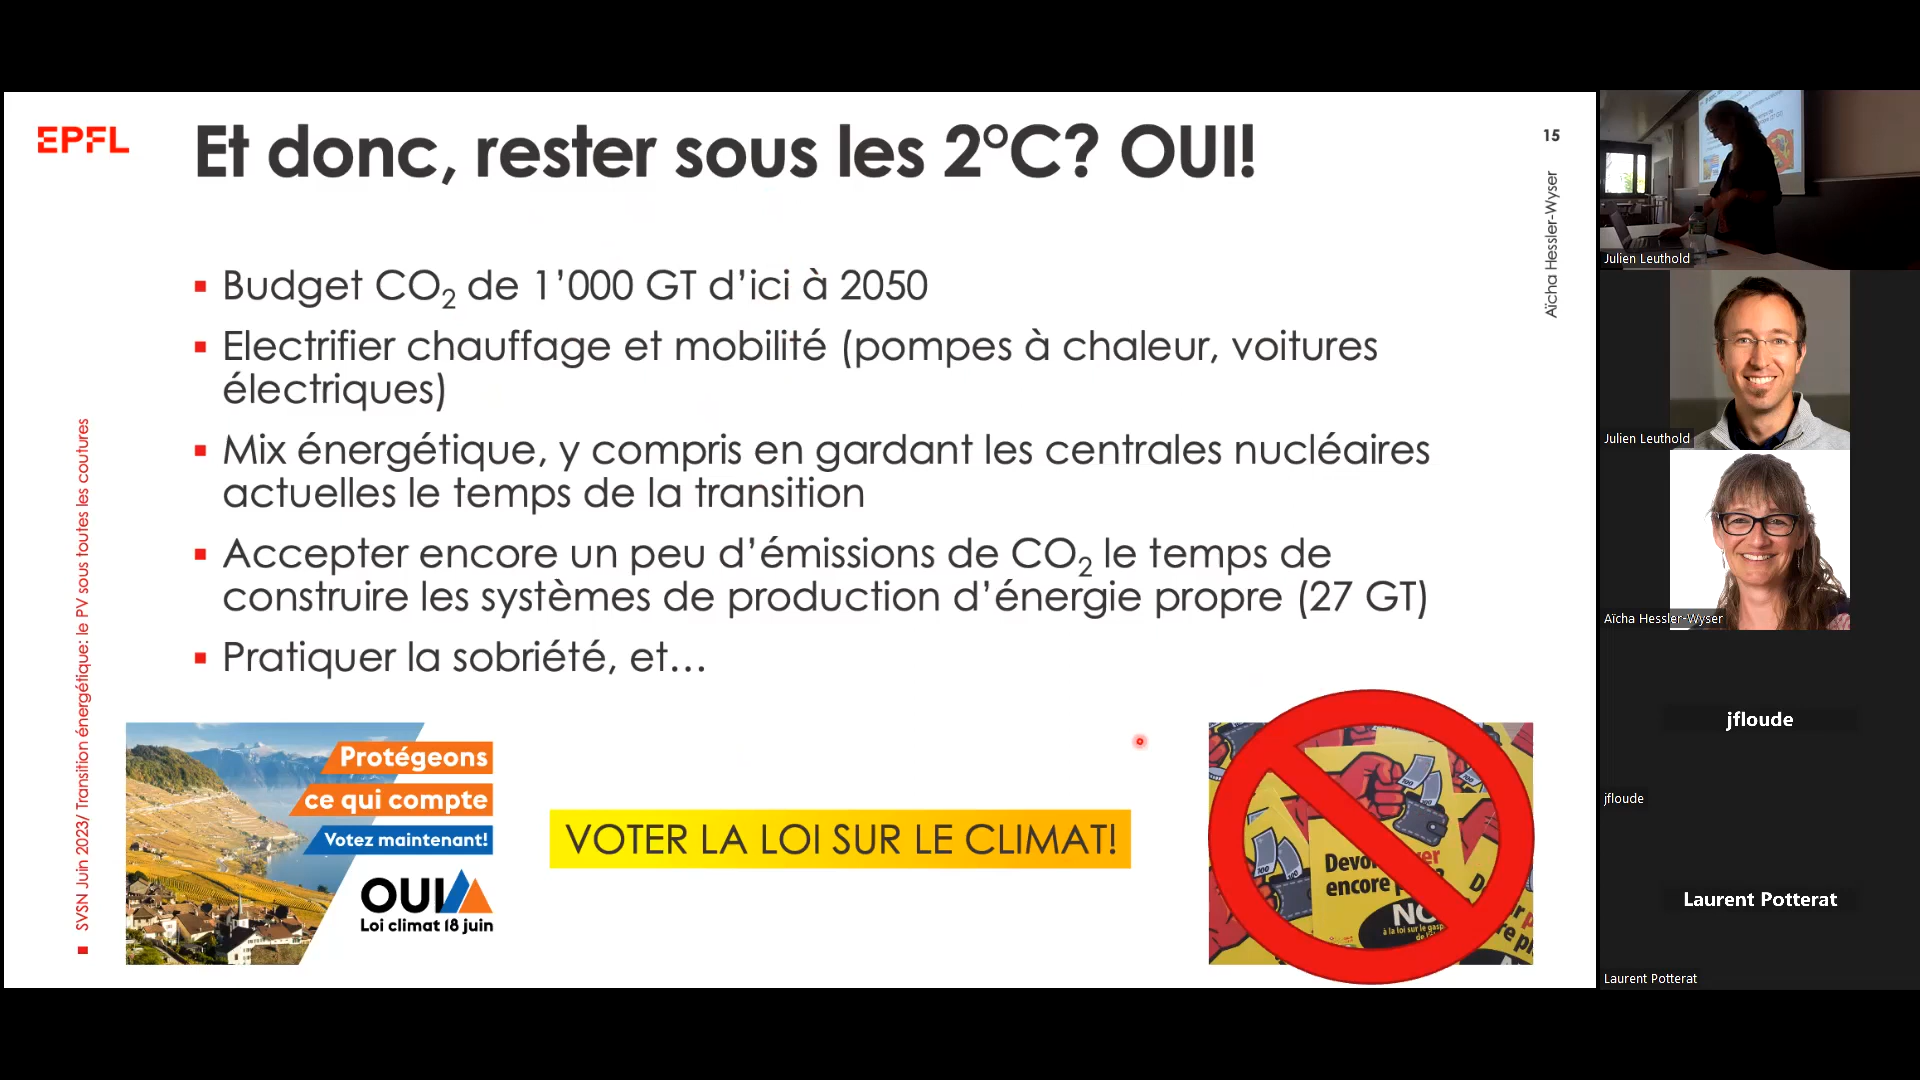 EPFL
Et donc, rester sous les 2°C? OUI!
15
Aïcha Hessler-Wyser
SVSN Juin 2023/ Transition énergétique: le PV sous toutes les coutures
Budget CO2 de 1’000 GT d’ici à 2050
Electrifier chauffage et mobilité (pompes à chaleur, voitures
électriques)
Mix énergétique, y compris en gardant les centrales nucléaires
actuelles le temps de la transition
Accepter encore un peu d’émissions de CO2 le temps de
construire les systèmes de production d’énergie propre (27 GT)
Pratiquer la sobriété, et…
Protégeons
ce qui compte
Votez maintenant!
OUI
Loi climat 18 juin
VOTER LA LOI SUR LE CLIMAT!
encore
à la loi sur le
Julien Leuthold
Julien Leuthold
Aïcha Hessler-Wyser
jfloude
jfloude
Laurent Potterat
Laurent Potterat